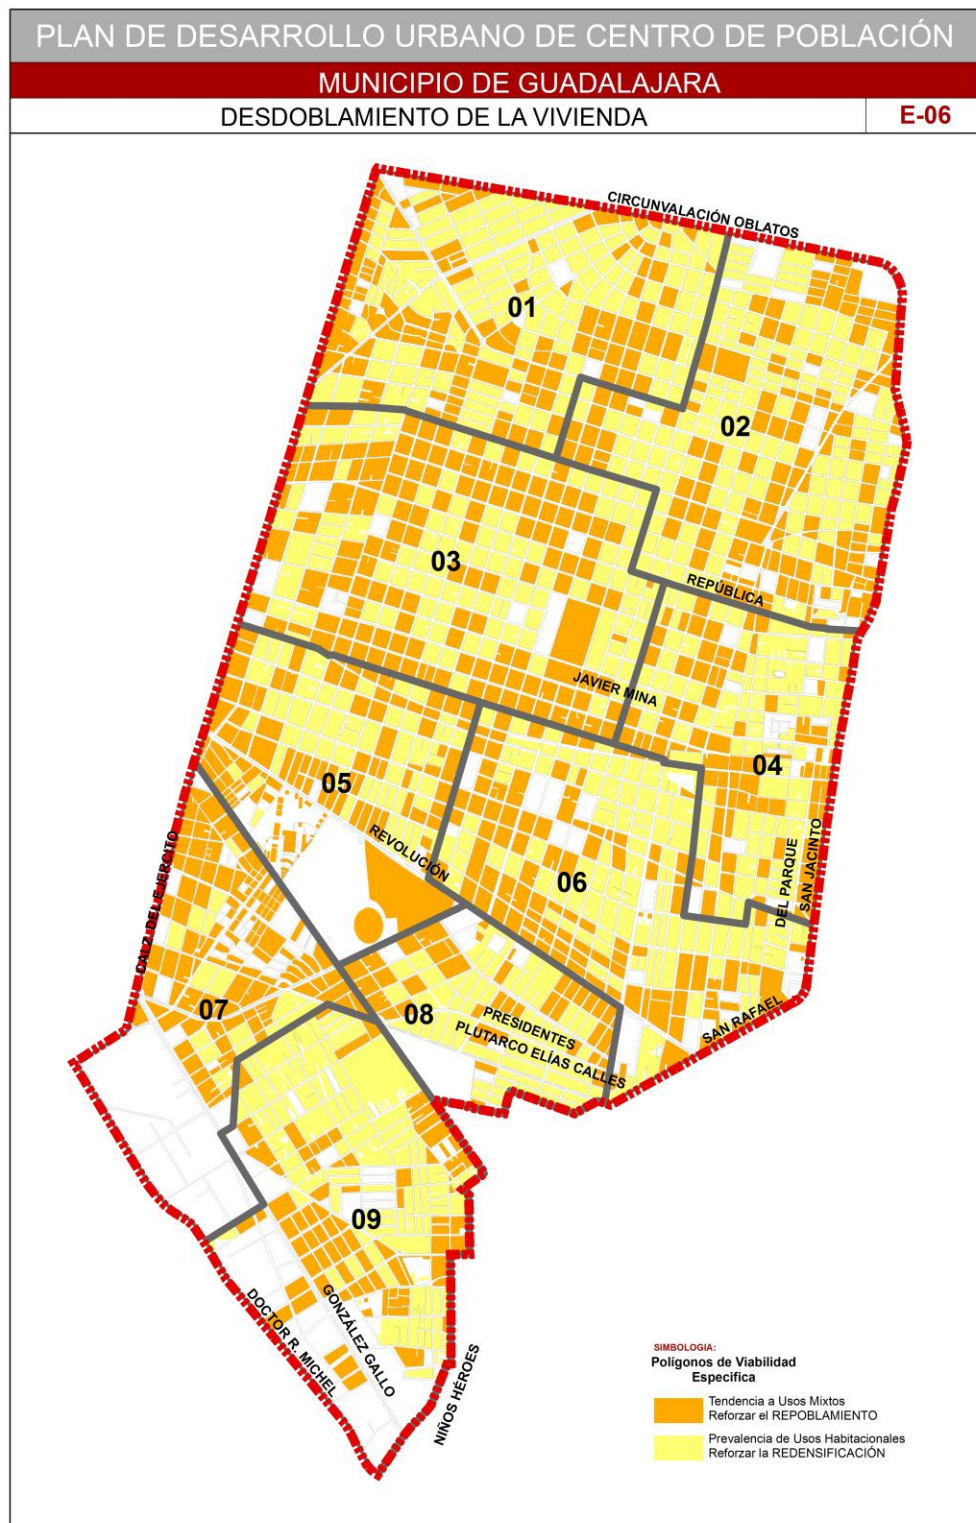 PLAN DE DESARROLLO URBANO DE CENTRO DE POBLACIÓN
MUNICIPIO DE GUADALAJARA
DESDOBLAMIENTO DE LA VIVIENDA
E-06
CIRCUNVALACIÓN OBLATOS
01
02
03
REPÚBLICA
JAVIER MINA
04
05
CALZ. DEL EJERCITO
REVOLUCIÓN
06
DEL PARQUE
SAN JACINTO
07
08
PRESIDENTES
PLUTARCO ELÍAS CALLES
SAN RAFAEL
09
DOCTOR R. MICHEL
GONZÁLEZ GALLO
NIÑOS HÉROES
SIMBOLOGIA:
Polígonos de Viabilidad
Especifica
Tendencia a Usos Mixtos
Reforzar el REPOBLAMIENTO
Prevalencia de Usos Habitacionales
Reforzar la REDENSIFICACIÓN